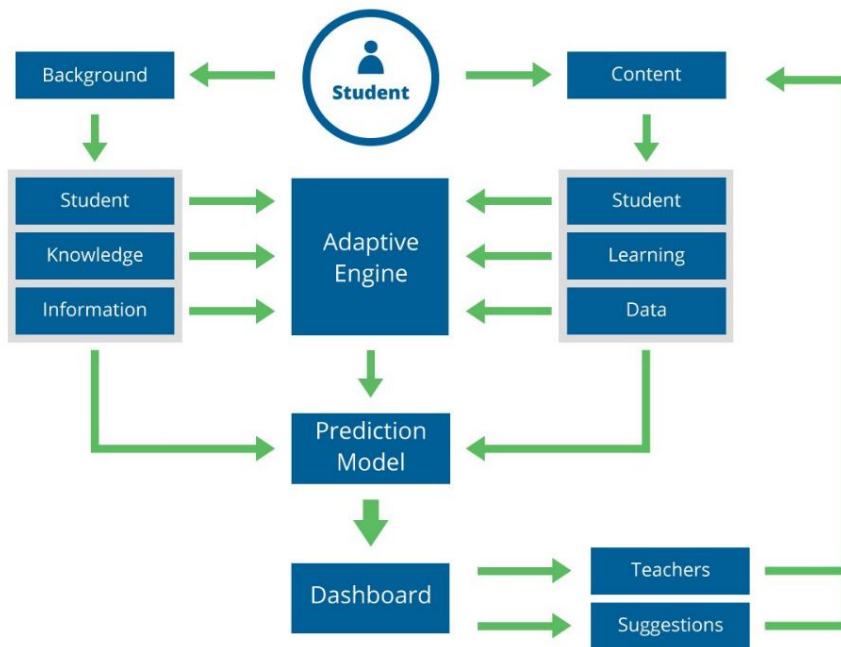 Background
Student
Content
Student
Knowledge
Information
Adaptive
Engine
Student
Learning
Data
Prediction
Model
Dashboard
Teachers
Suggestions